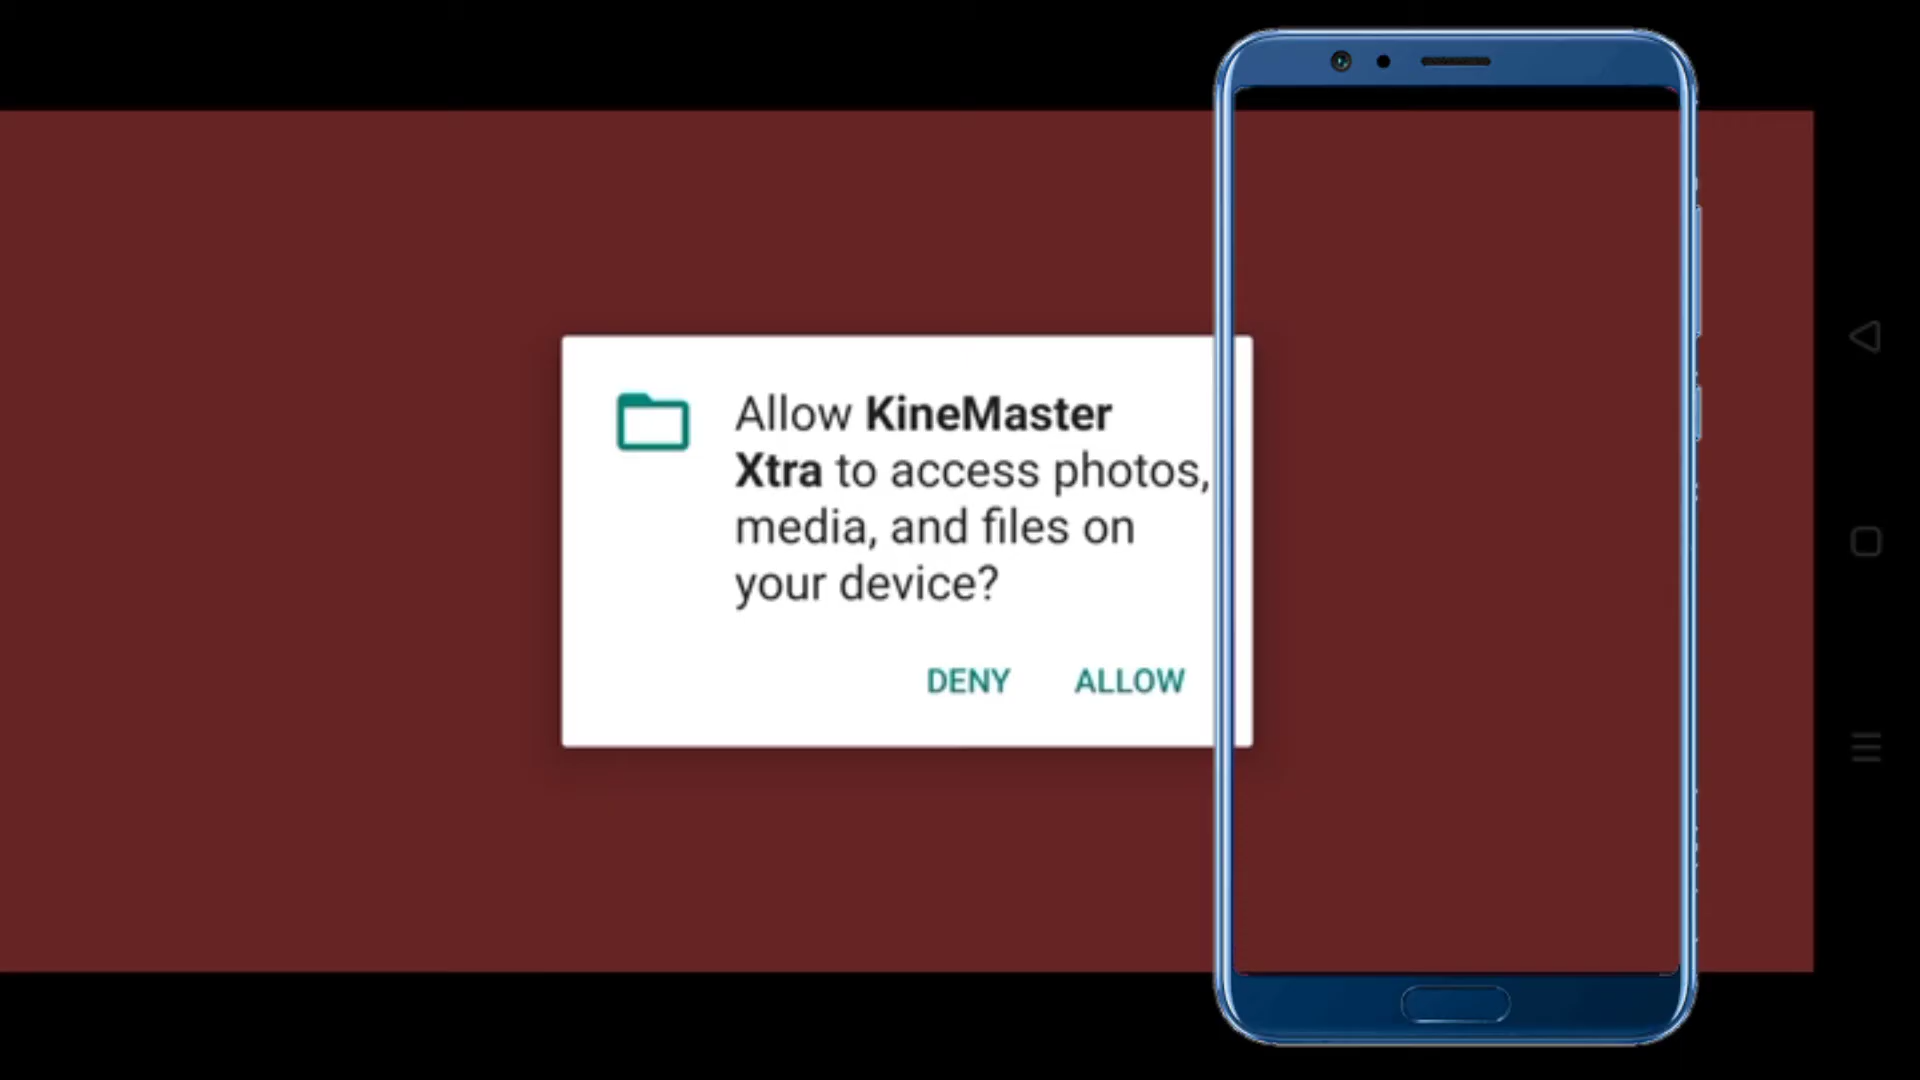 Allow KineMaster
Xtra to access photos,
media, and files on
your device?
DENY ALLOW